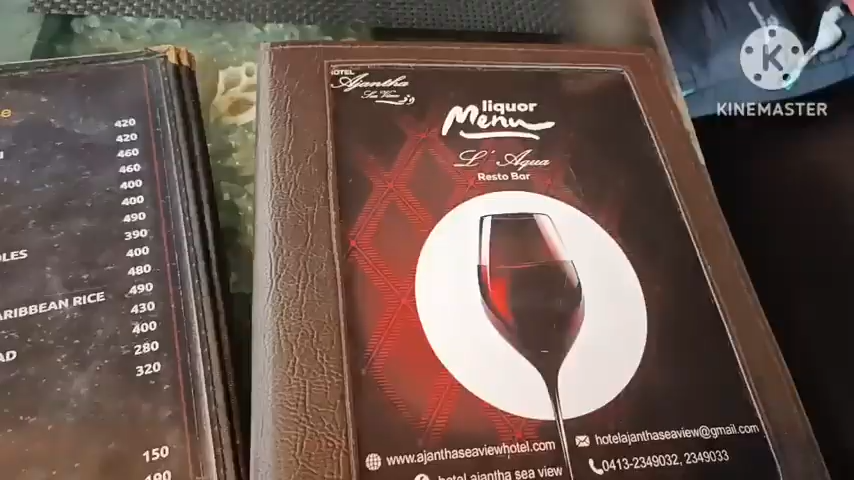 420
420
460
460
400
400
490
390
400
480
490
430
400
280
320
150
180
ARIBBEAN RICE
HOTEL
Ajantha
Sea View
liquor
Menu
L' Aqua
Resto Bar
www.ajanthaseaviewhotel.com
hotel ajantha sea view
hotelajanthaseaview@gmail.com
0413-2349032, 2349033
K
KINEMASTER